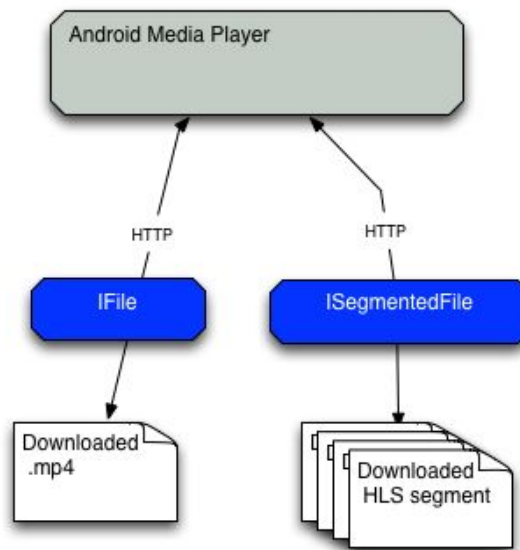 Android Media Player
HTTP
HTTP
IFile
ISegmentedFile
Downloaded
.mp4
Downloaded
HLS segment